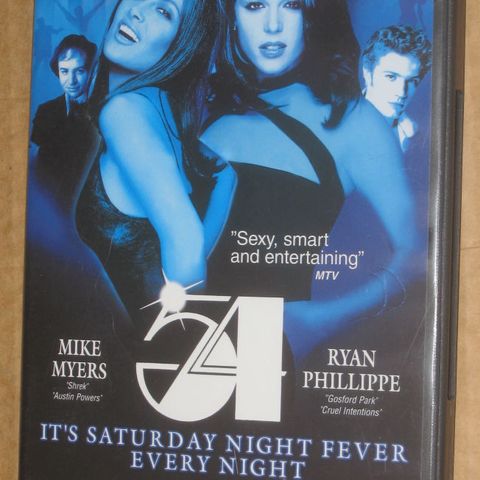 ”Sexy, smart
and entertaining”
MTV
54
MIKE
MYERS
'Shrek'
'Austin Powers'
RYAN
PHILLIPPE
"Gosford Park"
'Cruel Intentions'
IT'S SATURDAY NIGHT FEVER
EVERY NIGHT